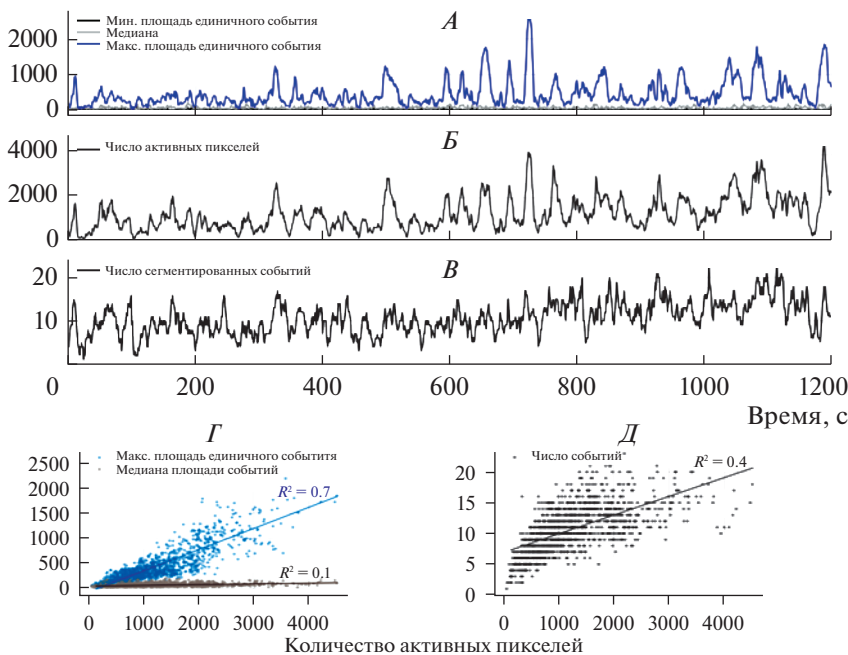 Мин. площадь единичного события
Медиана
Макс. площадь единичного события
А
2000
1000
0
Число активных пикселей
Б
4000
2000
0
Число сегментированных событий
В
20
10
0 200 400 600 800 1000 1200
Время, с
Г
Макс. площадь единичного событитя
Медиана площади событий
2500
2000
1500
1000
500
0
R² = 0.7
R² = 0.1
0 1000 2000 3000 4000
Д
Число событий
20
15
10
5
0
R² = 0.4
0 1000 2000 3000 4000
Количество активных пикселей